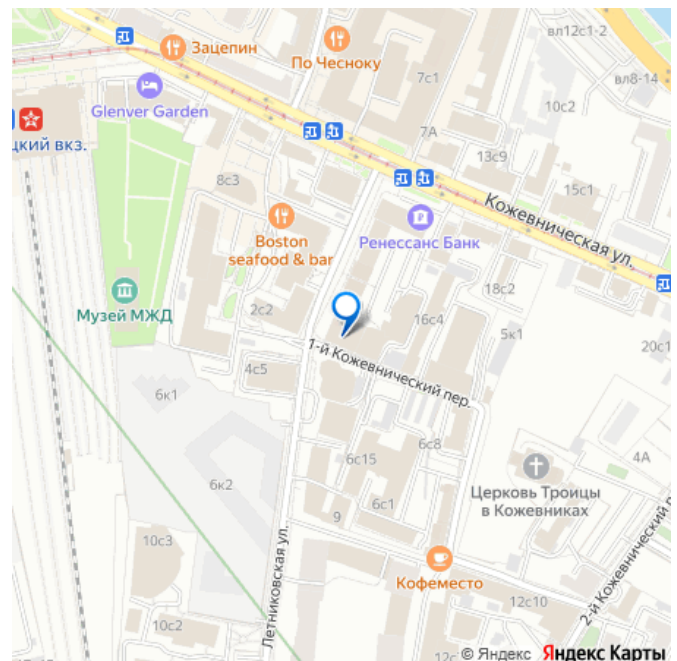 вл12с1-2
Зацепин
По Чесноку
7с1
вл8-14
Glenver Garden
10с2
цкий вкз.
7А
13с9
8с3
15с1
Кожевническая ул.
Boston
seafood & bar
Ренессанс Банк
Музей МЖД
2с2
18с2
16с4
5к1
20с1
1-й Кожевнический пер.
4с5
6к1
6с15
6с8
4А
Церковь Троицы
в Кожевниках
6к2
6с1
9
10с3
Летниковская ул.
Кофеместо
2-й Кожевнический р
12с10
10с2
12с
© Яндекс Яндекс Карты